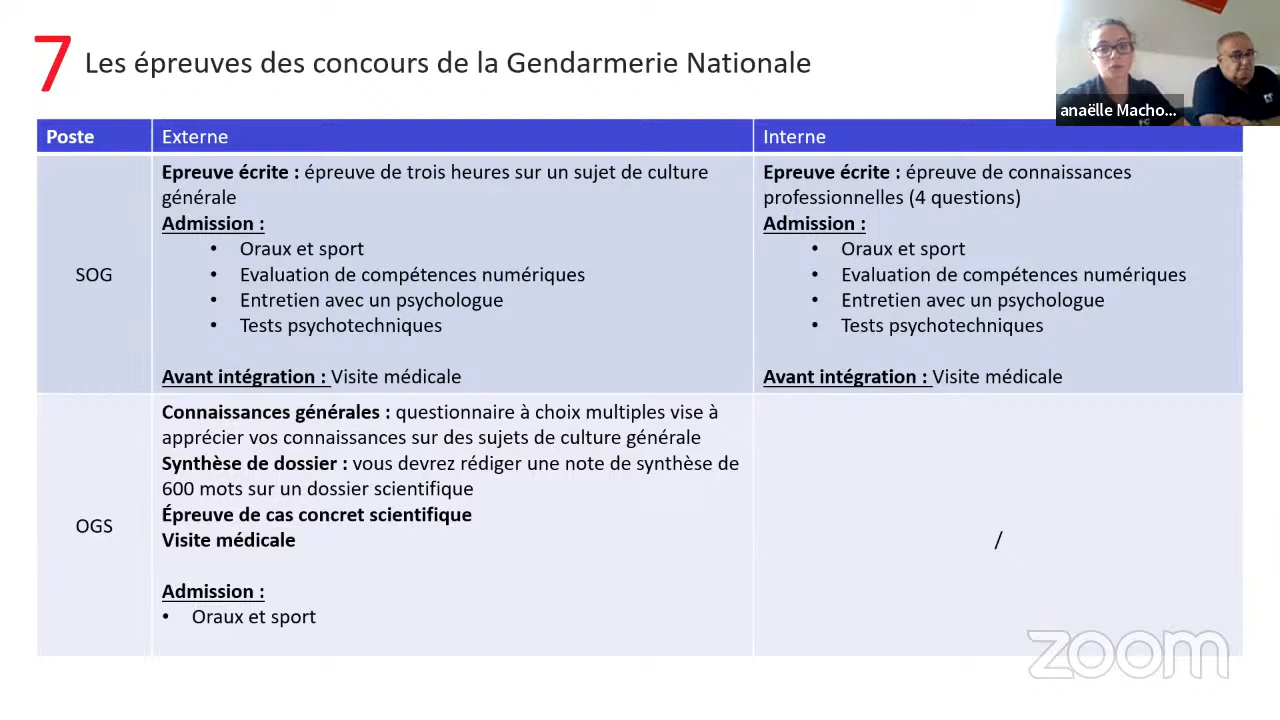 7 Les épreuves des concours de la Gendarmerie Nationale
anaëlle Macho...
Poste
Externe
Interne
SOG
Epreuve écrite : épreuve de trois heures sur un sujet de culture
générale
Admission :
• Oraux et sport
• Evaluation de compétences numériques
• Entretien avec un psychologue
• Tests psychotechniques
Avant intégration : Visite médicale
Epreuve écrite : épreuve de connaissances
professionnelles (4 questions)
Admission :
• Oraux et sport
• Evaluation de compétences numériques
• Entretien avec un psychologue
• Tests psychotechniques
Avant intégration : Visite médicale
OGS
Connaissances générales : questionnaire à choix multiples vise à
apprécier vos connaissances sur des sujets de culture générale
Synthèse de dossier : vous devrez rédiger une note de synthèse de
600 mots sur un dossier scientifique
Épreuve de cas concret scientifique
Visite médicale
Admission :
• Oraux et sport
/
zoom